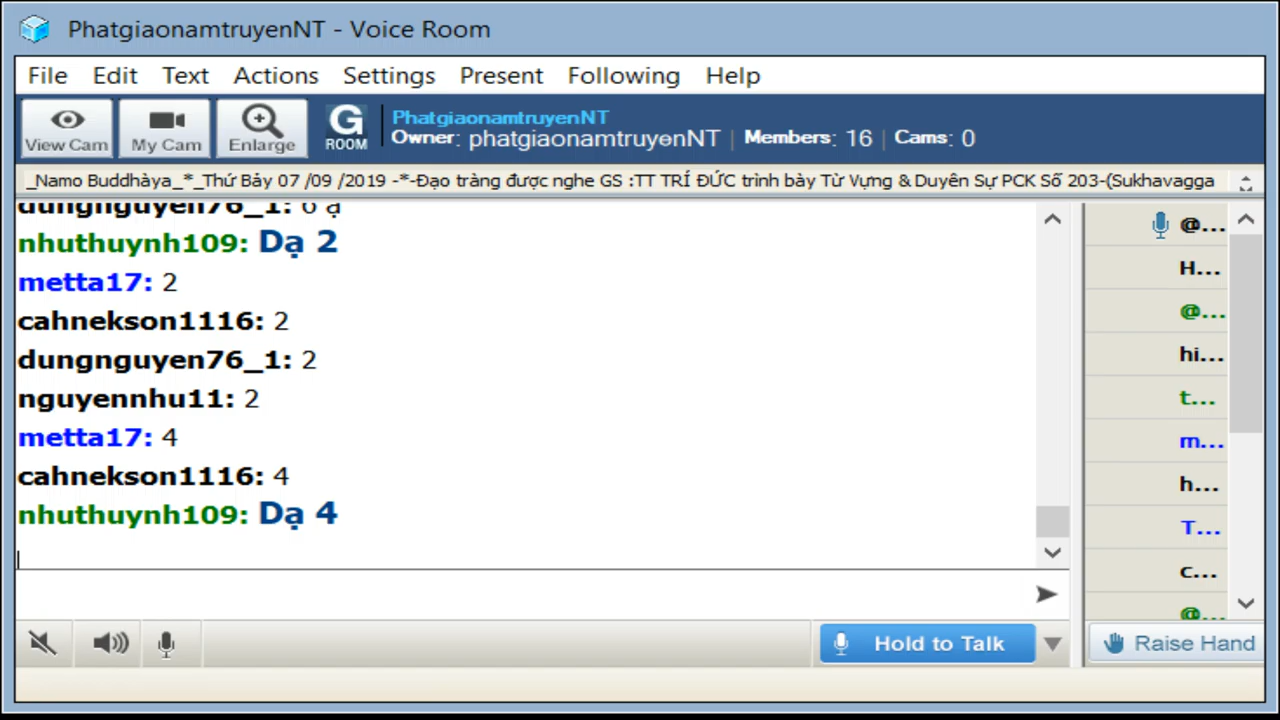 PhatgiaonamtruyenNT - Voice Room
File Edit Text Actions Settings Present Following Help
View Cam My Cam Enlarge G ROOM
PhatgiaonamtruyenNT
Owner: phatgiaonamtruyenNT | Members: 16 | Cams: 0
_Namo Buddhàya_*_Thứ Bảy 07 /09 /2019 -*-Đạo tràng được nghe GS :TT TRÍ ĐỨC trình bày Từ Vựng & Duyên Sự PCK Số 203-(Sukhavagga
dungnguyen76_1: 6 ạ
nhuthuynh109: Dạ 2
metta17: 2
cahnekson1116: 2
dungnguyen76_1: 2
nguyennhu11: 2
metta17: 4
cahnekson1116: 4
nhuthuynh109: Dạ 4
@...
H...
@...
hi...
t...
m...
h...
T...
c...
@...
Hold to Talk
Raise Hand